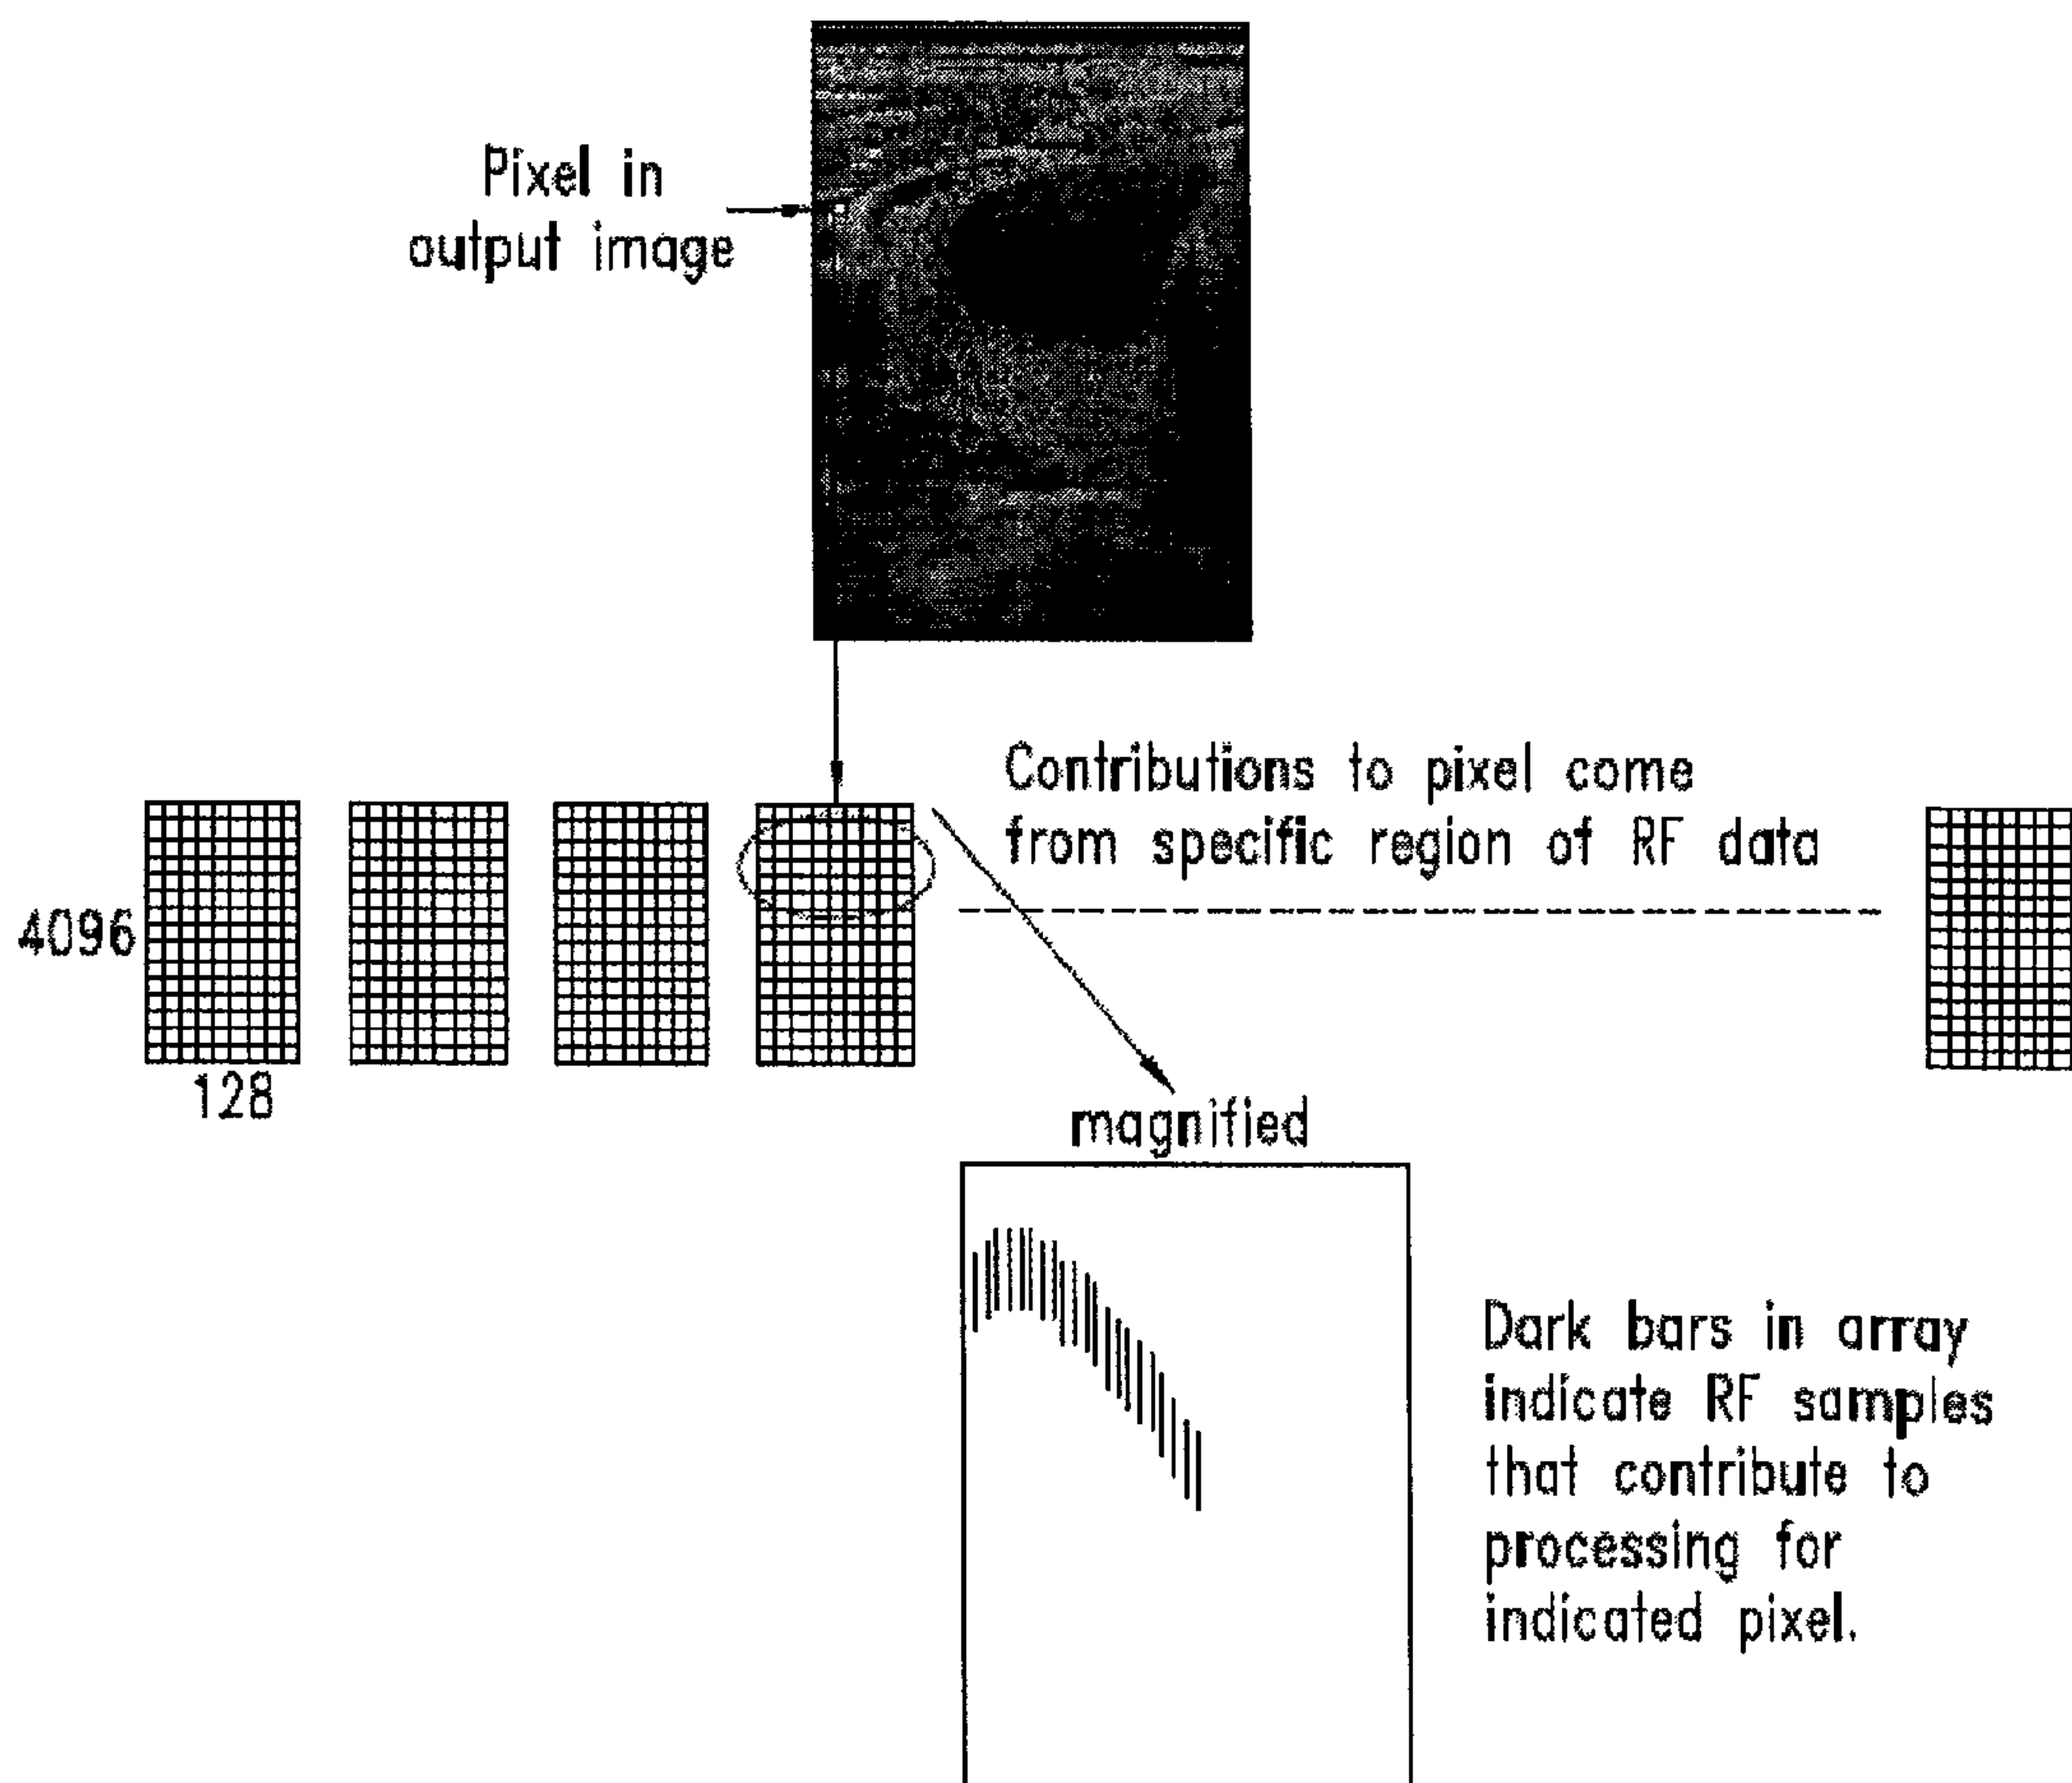 Pixel in
output image
Contributions to pixel come
from specific region of RF data
4096
128
magnified
Dark bars in array
indicate RF samples
that contribute to
processing for
indicated pixel.